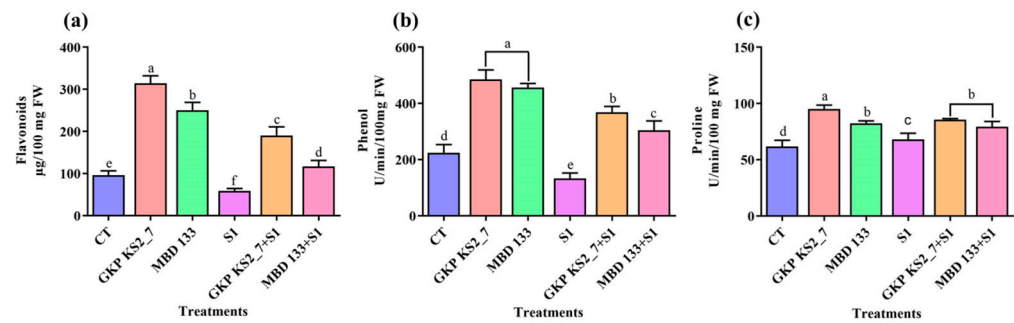 (a)
Flavonoids
µg/100 mg FW
400
300
200
100
0
e
a
b
f
c
d
CT
GKP KS2_7
MBD 133
S1
GKP KS2_7+S1
MBD 133+S1
Treatments
(b)
Phenol
U/min/100mg FW
600
400
200
0
d
a
e
b
c
CT
GKP KS2_7
MBD 133
S1
GKP KS2_7+S1
MBD 133+S1
Treatments
(c)
Proline
U/min/100 mg FW
150
100
50
0
d
a
b
c
b
CT
GKP KS2_7
MBD 133
S1
GKP KS2_7+S1
MBD 133+S1
Treatments